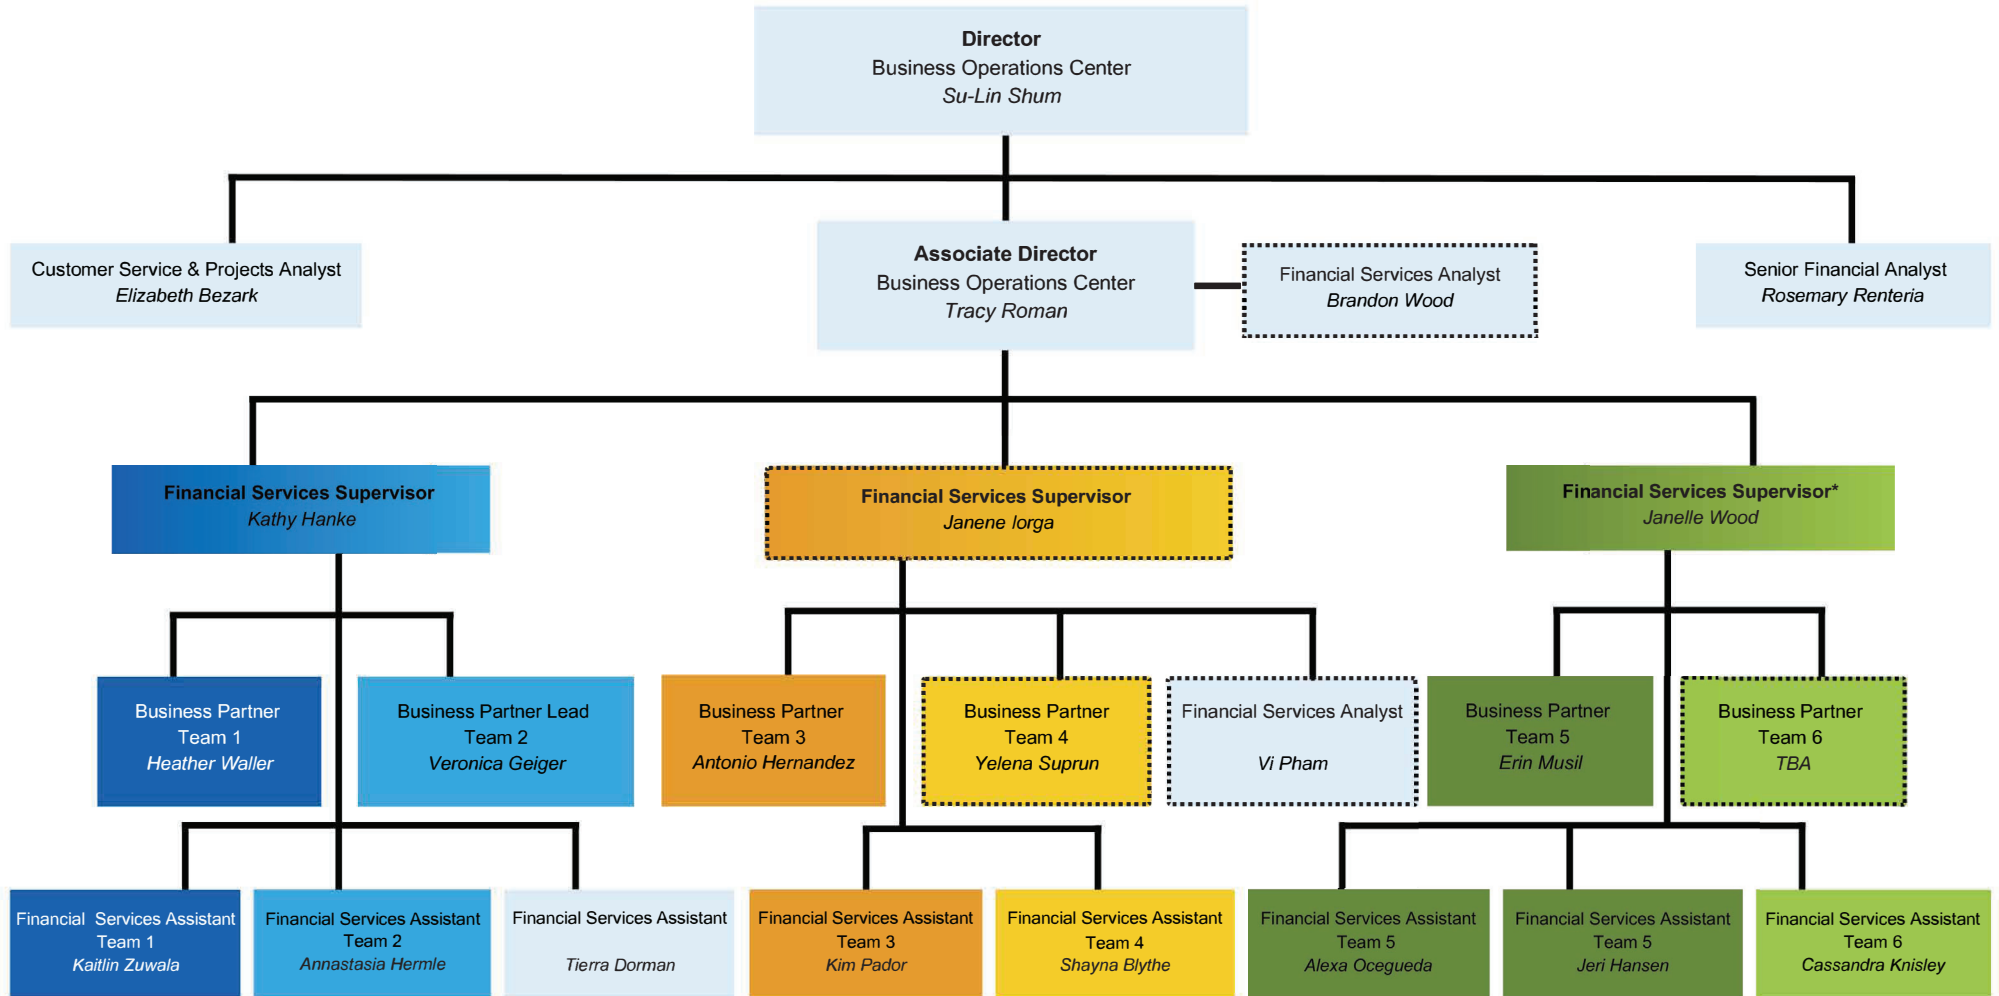 Director
Business Operations Center
Su-Lin Shum
Customer Service & Projects Analyst
Elizabeth Bezark
Associate Director
Business Operations Center
Tracy Roman
Financial Services Analyst
Brandon Wood
Senior Financial Analyst
Rosemary Renteria
Financial Services Supervisor
Kathy Hanke
Financial Services Supervisor
Janene Iorga
Financial Services Supervisor*
Janelle Wood
Business Partner
Team 1
Heather Waller
Business Partner Lead
Team 2
Veronica Geiger
Business Partner
Team 3
Antonio Hernandez
Business Partner
Team 4
Yelena Suprun
Financial Services Analyst
Vi Pham
Business Partner
Team 5
Erin Musil
Business Partner
Team 6
TBA
Financial Services Assistant
Team 1
Kaitlin Zuwala
Financial Services Assistant
Team 2
Annastasia Hermle
Financial Services Assistant
Tierra Dorman
Financial Services Assistant
Team 3
Kim Pador
Financial Services Assistant
Team 4
Shayna Blythe
Financial Services Assistant
Team 5
Alexa Ocegueda
Financial Services Assistant
Team 5
Jeri Hansen
Financial Services Assistant
Team 6
Cassandra Knisley